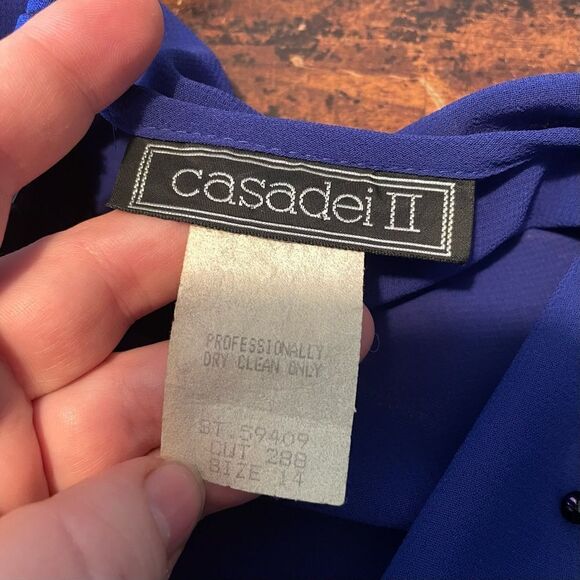 casadei II
PROFESSIONALLY
DRY CLEAN ONLY
ST.59409
CUT 288
SIZE 14